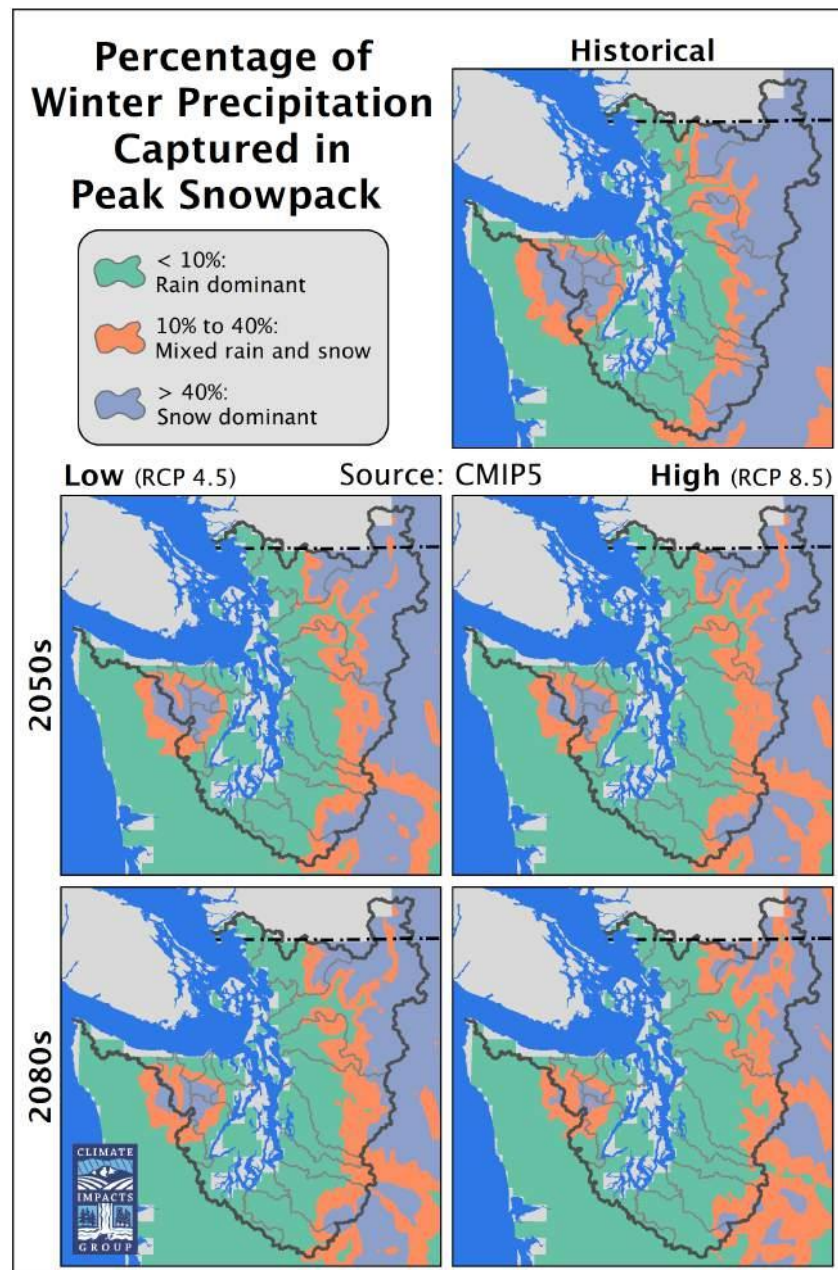 Percentage of
Winter Precipitation
Captured in
Peak Snowpack
Historical
< 10%:
Rain dominant
10% to 40%:
Mixed rain and snow
> 40%:
Snow dominant
Low (RCP 4.5) Source: CMIP5 High (RCP 8.5)
2050s
2080s
CLIMATE
IMPACTS
GROUP